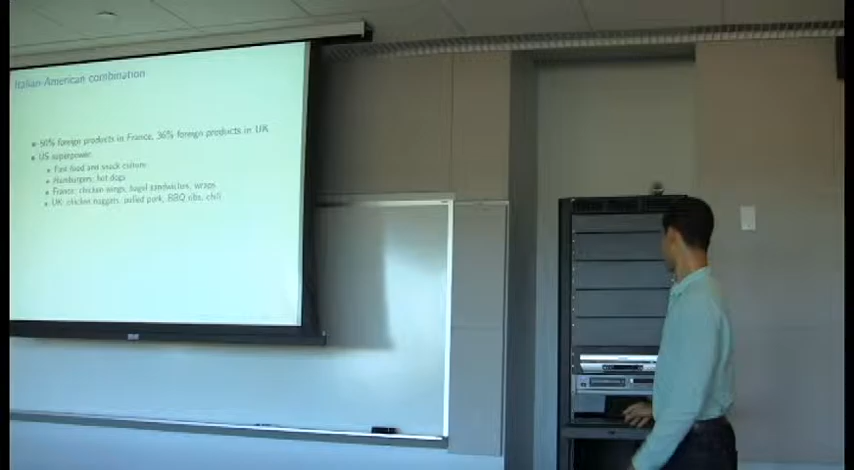 Italian-American combination
50% foreign products in France, 36% foreign products in UK
US superpower
Fast food and snack culture
Hamburgers, hot dogs
France: chicken wings, bagel sandwiches, wraps
UK: chicken nuggets, pulled pork, BBQ ribs, chili